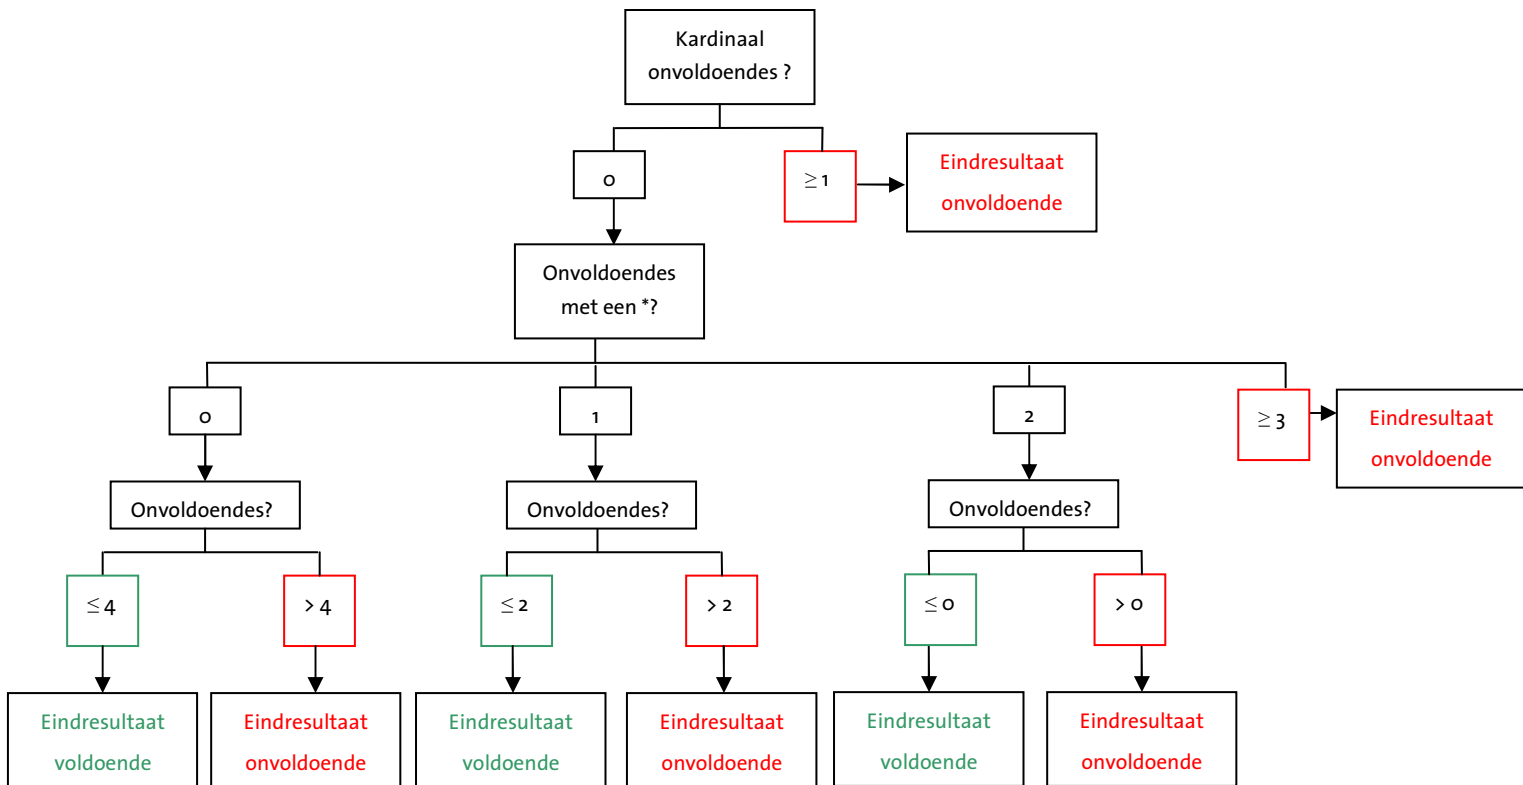 Kardinaal
onvoldoendes ?
0
≥ 1
Eindresultaat
onvoldoende
Onvoldoendes
met een *?
0
1
2
≥ 3
Eindresultaat
onvoldoende
Onvoldoendes?
Onvoldoendes?
Onvoldoendes?
≤ 4
> 4
≤ 2
> 2
≤ 0
> 0
Eindresultaat
voldoende
Eindresultaat
onvoldoende
Eindresultaat
voldoende
Eindresultaat
onvoldoende
Eindresultaat
voldoende
Eindresultaat
onvoldoende